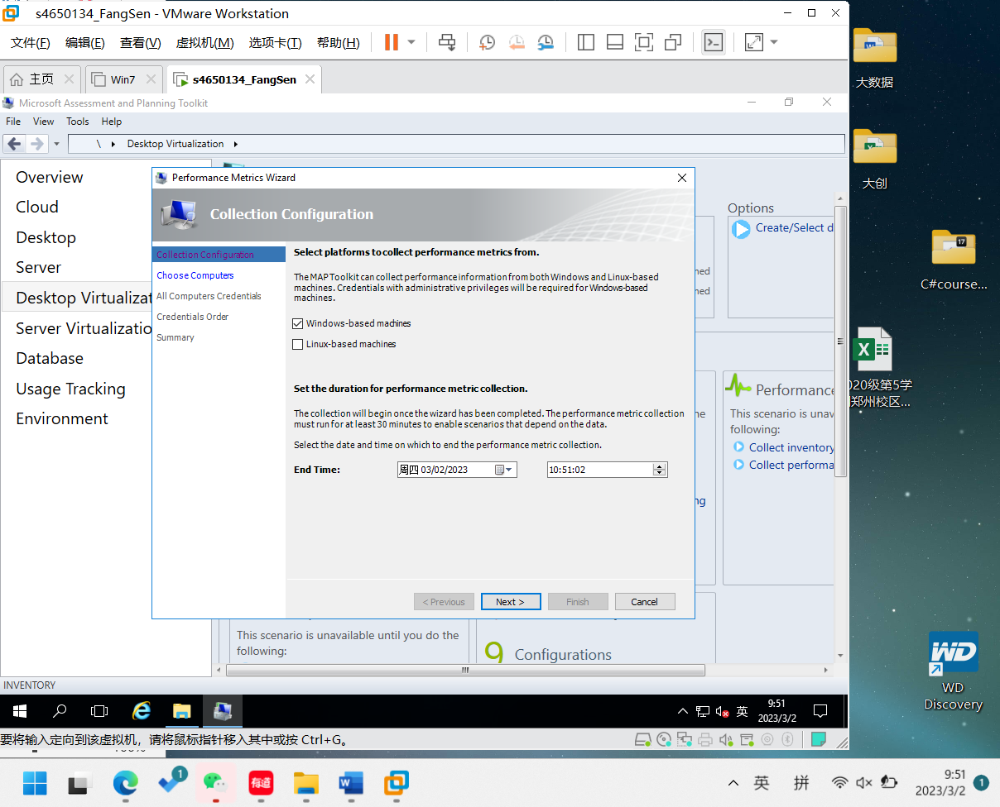 s4650134_FangSen - VMware Workstation
文件(F) 编辑(E) 查看(V) 虚拟机(M) 选项卡(T) 帮助(H)
主页 Win7 s4650134_FangSen
Microsoft Assessment and Planning Toolkit
File View Tools Help
\ Desktop Virtualization
Overview
Cloud
Desktop
Server
Desktop Virtualizat
Server Virtualizatio
Database
Usage Tracking
Environment
Performance Metrics Wizard
Collection Configuration
Collection Configuration
Choose Computers
All Computers Credentials
Credentials Order
Summary
Select platforms to collect performance metrics from.
The MAP Toolkit can collect performance information from both Windows and Linux-based
machines. Credentials with administrative privileges will be required for Windows-based
machines.
Windows-based machines
Linux-based machines
Set the duration for performance metric collection.
The collection will begin once the wizard has been completed. The performance metric collection
must run for at least 30 minutes to enable scenarios that depend on the data.
Select the date and time on which to end the performance metric collection.
End Time: 周四 03/02/2023 10:51:02
< Previous Next > Finish Cancel
Options
Create/Select d
med
med
Performance
This scenario is unav
following:
Collect inventory
Collect performa
ne
ng
This scenario is unavailable until you do the
following:
9 Configurations
INVENTORY
英 9:51
2023/3/2
要将输入定向到该虚拟机，请将鼠标指针移入其中或按 Ctrl+G。
大数据
大创
17
C#course...
020级第5学
郑州校区...
WD
WD
Discovery
1
有道
英 拼 9:51
2023/3/2
1